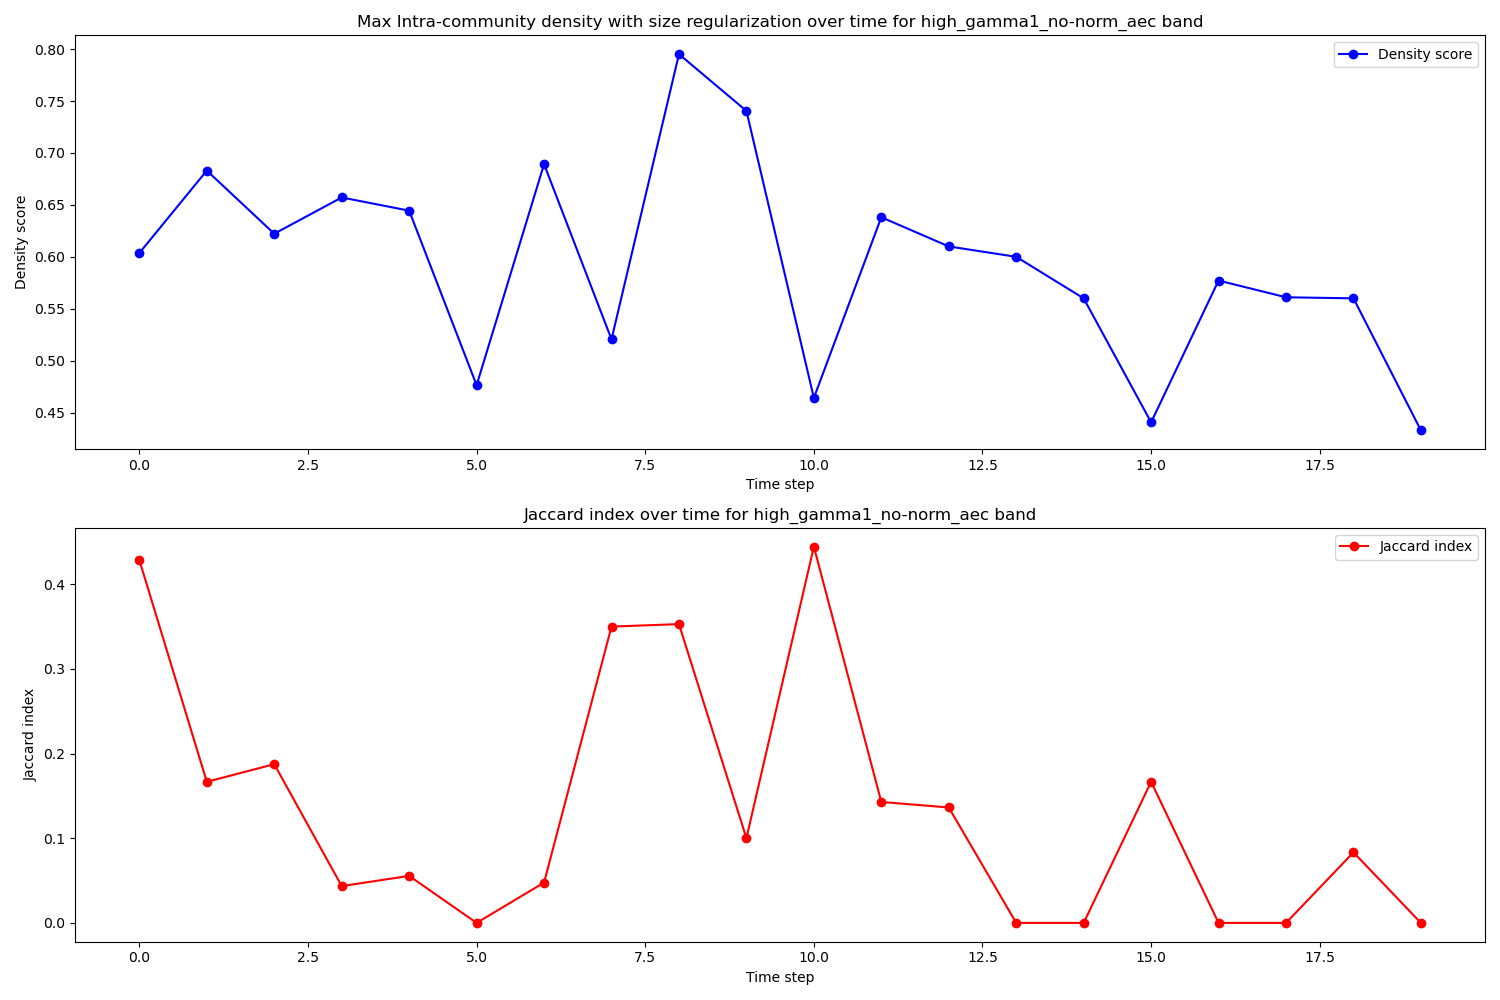 Max Intra-community density with size regularization over time for high_gamma1_no-norm_aec band
Density score
0.80
0.75
0.70
0.65
0.60
0.55
0.50
0.45
Density score
0.0 2.5 5.0 7.5 10.0 12.5 15.0 17.5
Time step
Jaccard index over time for high_gamma1_no-norm_aec band
Jaccard index
0.4
0.3
0.2
0.1
0.0
Jaccard index
0.0 2.5 5.0 7.5 10.0 12.5 15.0 17.5
Time step